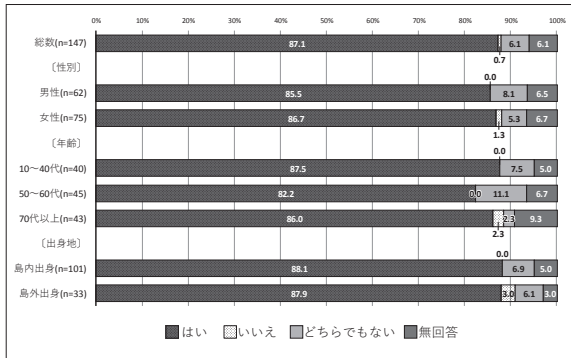 0% 10% 20% 30% 40% 50% 60% 70% 80% 90% 100%
総数(n=147) 87.1 0.7 6.1 6.1
〔性別〕
男性(n=62) 85.5 0.0 8.1 6.5
女性(n=75) 86.7 1.3 5.3 6.7
〔年齢〕
10～40代(n=40) 87.5 0.0 7.5 5.0
50～60代(n=45) 82.2 0.0 11.1 6.7
70代以上(n=43) 86.0 2.3 2.3 9.3
〔出身地〕
島内出身(n=101) 88.1 0.0 6.9 5.0
島外出身(n=33) 87.9 3.0 6.1 3.0
はい いいえ どちらでもない 無回答